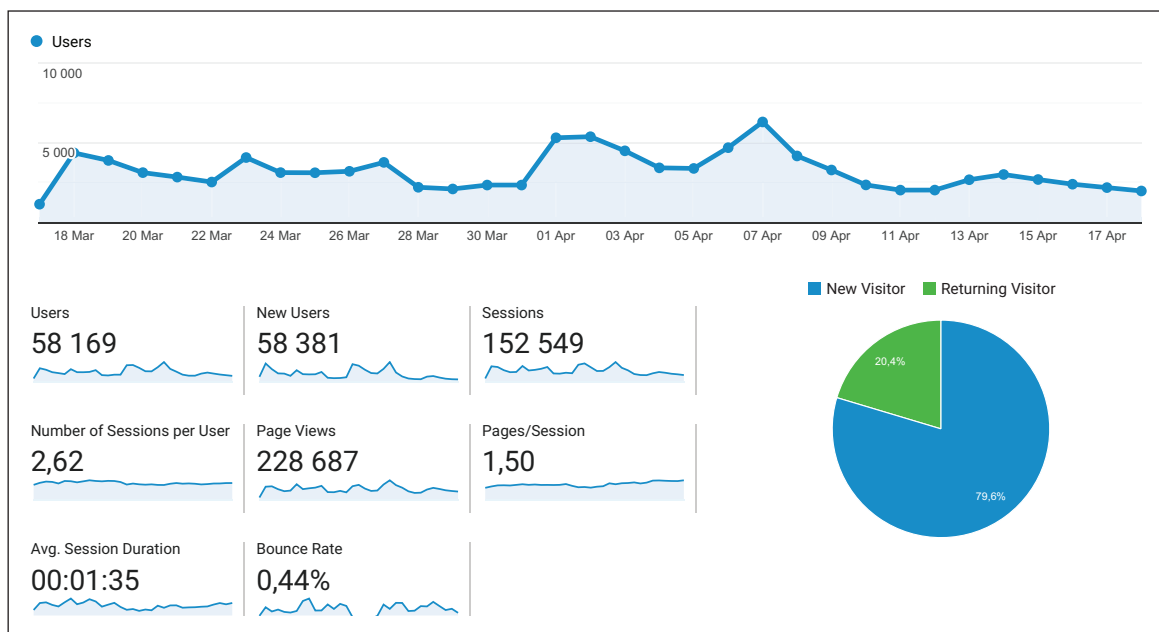 Users
10 000
5 000
18 Mar 20 Mar 22 Mar 24 Mar 26 Mar 28 Mar 30 Mar 01 Apr 03 Apr 05 Apr 07 Apr 09 Apr 11 Apr 13 Apr 15 Apr 17 Apr
New Visitor Returning Visitor
Users New Users Sessions
58 169 58 381 152 549
20,4%
Number of Sessions per User Page Views Pages/Session
2,62 228 687 1,50
79,6%
Avg. Session Duration Bounce Rate
00:01:35 0,44%